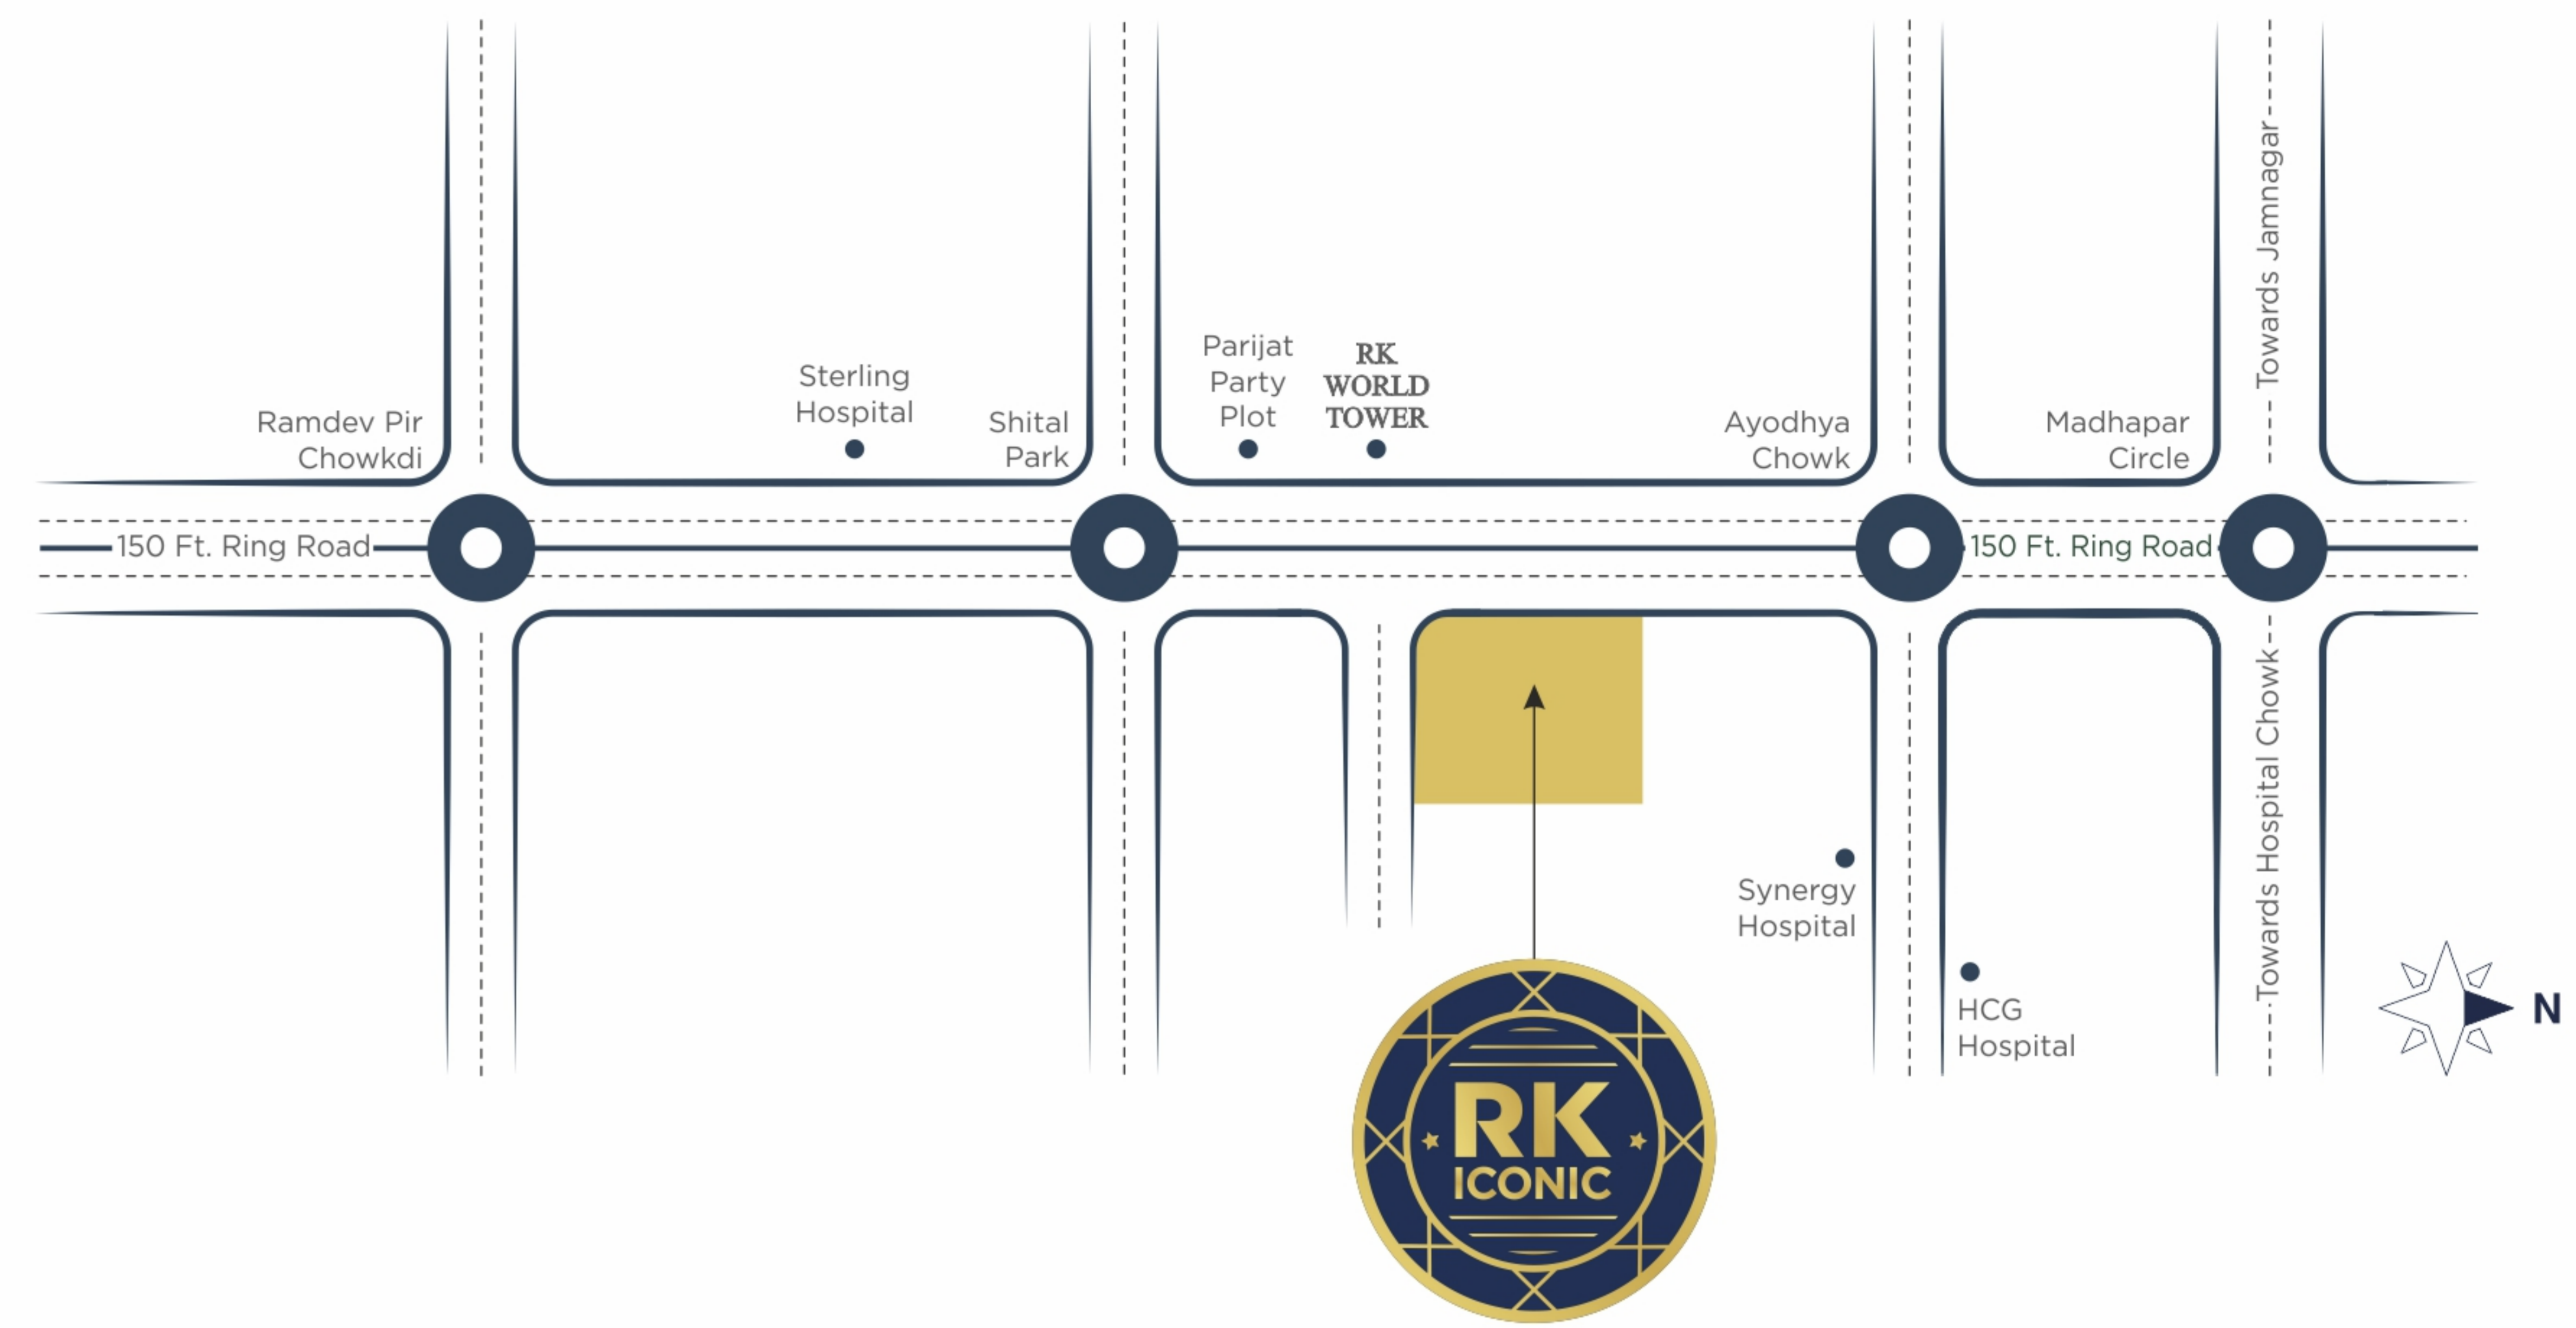 Towards Jamnagar
Parijat
Party
Plot
RK
WORLD
TOWER
Sterling
Hospital
Ramdev Pir
Chowkdi
Shital
Park
Ayodhya
Chowk
Madhapar
Circle
150 Ft. Ring Road
150 Ft. Ring Road
Towards Hospital Chowk
Synergy
Hospital
HCG
Hospital
N
RK
ICONIC